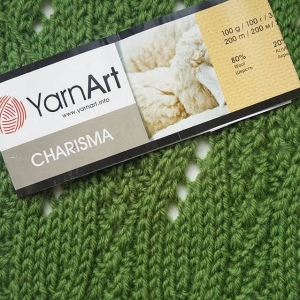 YarnArt
www.yarnart.info
CHARISMA
100 g / 100 г / 3
200 m / 200 м /
80%
Wool
Шерсть
20